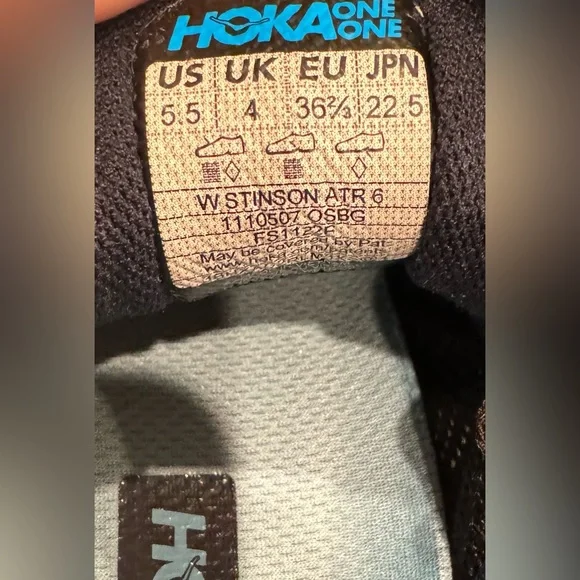 HOKA ONE ONE
US UK EU JPN
5.5 4 36⅔ 22.5
W STINSON ATR 6
1110507 OSBG
FS1122F
May be covered by Pat.
HOK